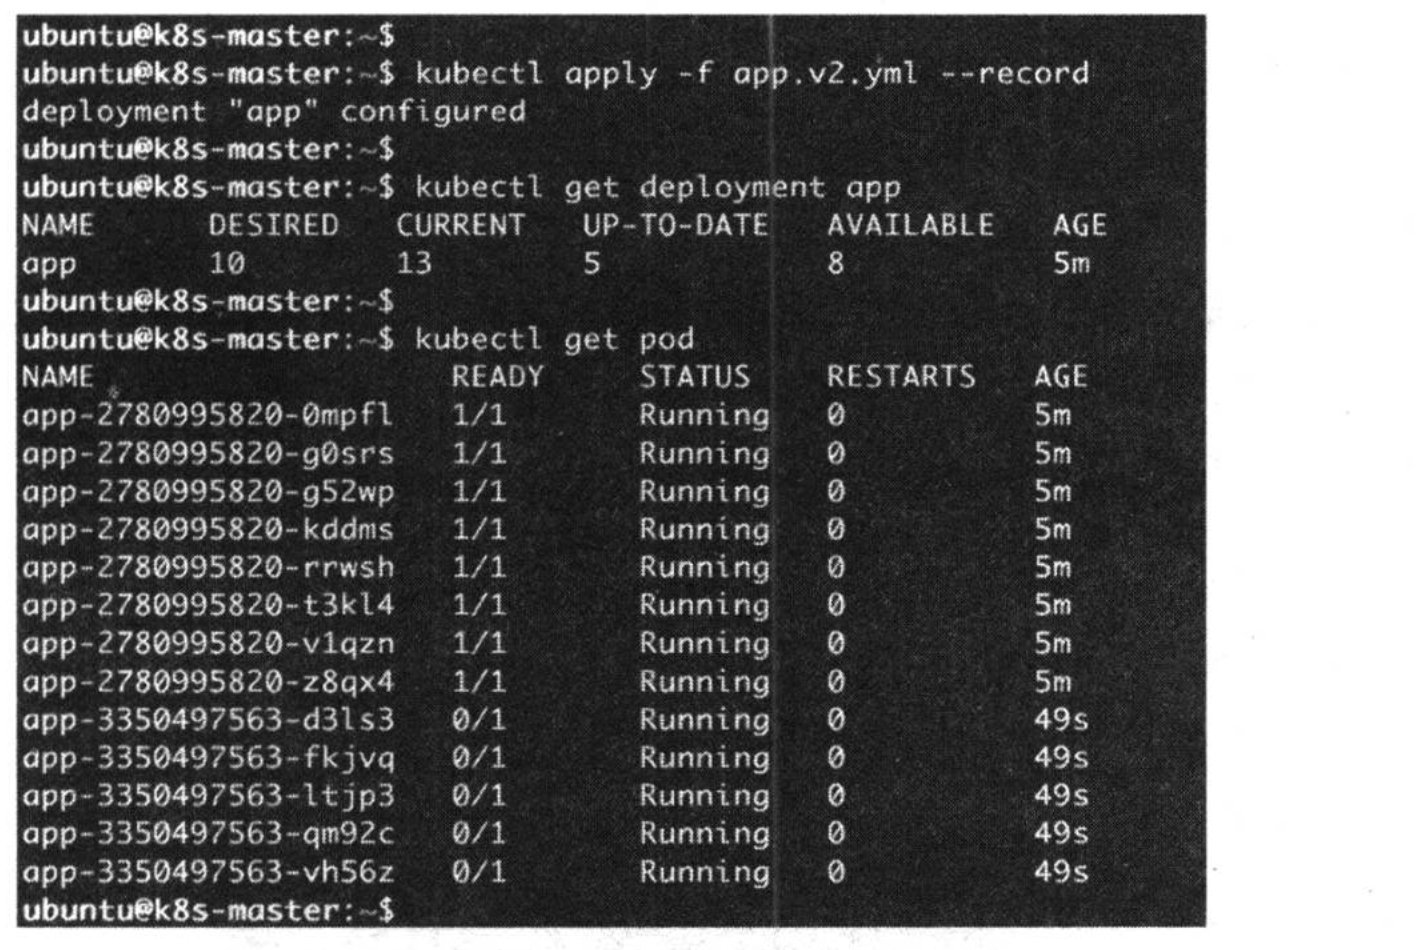 ubuntu@k8s-master:~$
ubuntu@k8s-master:~$ kubectl apply -f app.v2.yml --record
deployment "app" configured
ubuntu@k8s-master:~$
ubuntu@k8s-master:~$ kubectl get deployment app
NAME DESIRED CURRENT UP-TO-DATE AVAILABLE AGE
app 10 13 5 8 5m
ubuntu@k8s-master:~$
ubuntu@k8s-master:~$ kubectl get pod
NAME READY STATUS RESTARTS AGE
app-2780995820-0mpfl 1/1 Running 0 5m
app-2780995820-g0srs 1/1 Running 0 5m
app-2780995820-g52wp 1/1 Running 0 5m
app-2780995820-kddms 1/1 Running 0 5m
app-2780995820-rrwsh 1/1 Running 0 5m
app-2780995820-t3kl4 1/1 Running 0 5m
app-2780995820-v1qzn 1/1 Running 0 5m
app-2780995820-z8qx4 1/1 Running 0 5m
app-3350497563-d3ls3 0/1 Running 0 49s
app-3350497563-fkjvq 0/1 Running 0 49s
app-3350497563-ltjp3 0/1 Running 0 49s
app-3350497563-qm92c 0/1 Running 0 49s
app-3350497563-vh56z 0/1 Running 0 49s
ubuntu@k8s-master:~$